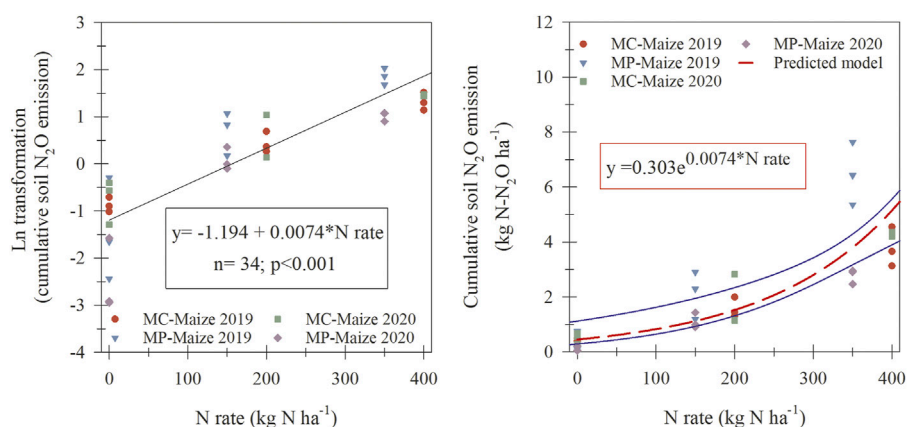 Ln transformation
(cumulative soil N₂O emission)
2
1
0
-1
-2
-3
-4
y= -1.194 + 0.0074*N rate
n= 34; p<0.001
MC-Maize 2019
MC-Maize 2020
MP-Maize 2019
MP-Maize 2020
0
100
200
300
400
N rate (kg N ha⁻¹)
Cumulative soil N₂O emission
(kg N-N₂O ha⁻¹)
12
10
8
6
4
2
0
MC-Maize 2019
MP-Maize 2020
MP-Maize 2019
Predicted model
MC-Maize 2020
y =0.303e^0.0074*N rate
0
100
200
300
400
N rate (kg N ha⁻¹)